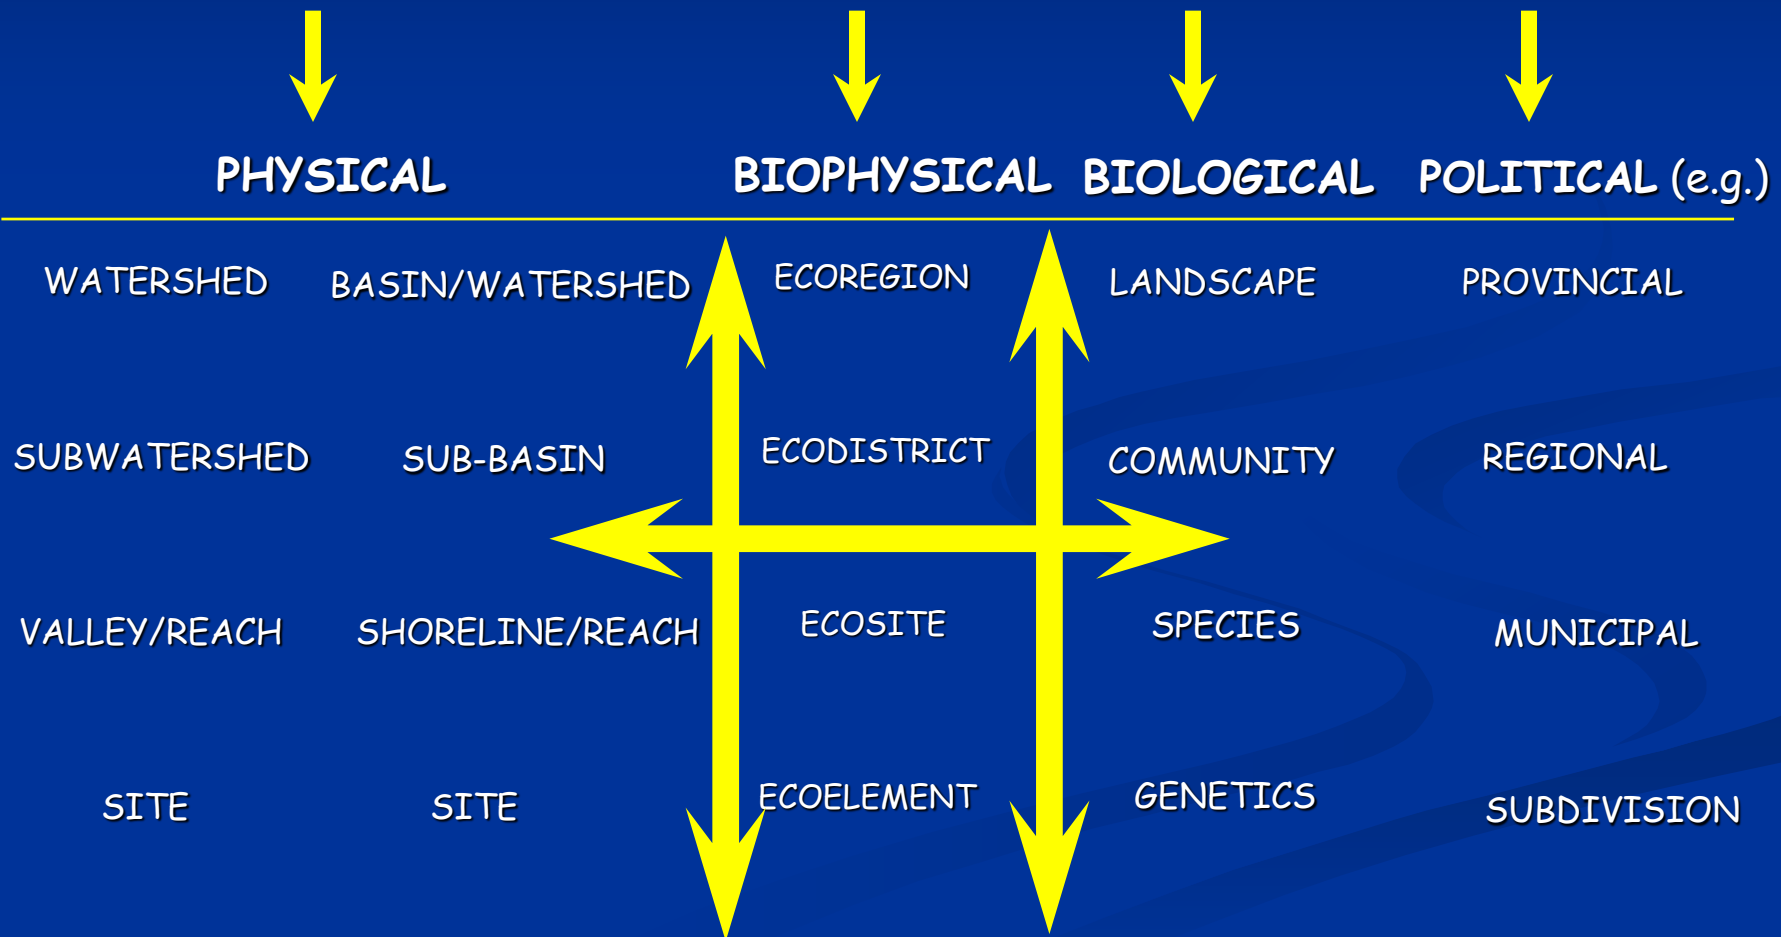 PHYSICAL BIOPHYSICAL BIOLOGICAL POLITICAL (e.g.)
WATERSHED BASIN/WATERSHED ECOREGION LANDSCAPE PROVINCIAL
SUBWATERSHED SUB-BASIN ECODISTRICT COMMUNITY REGIONAL
VALLEY/REACH SHORELINE/REACH ECOSITE SPECIES MUNICIPAL
SITE SITE ECOELEMENT GENETICS SUBDIVISION